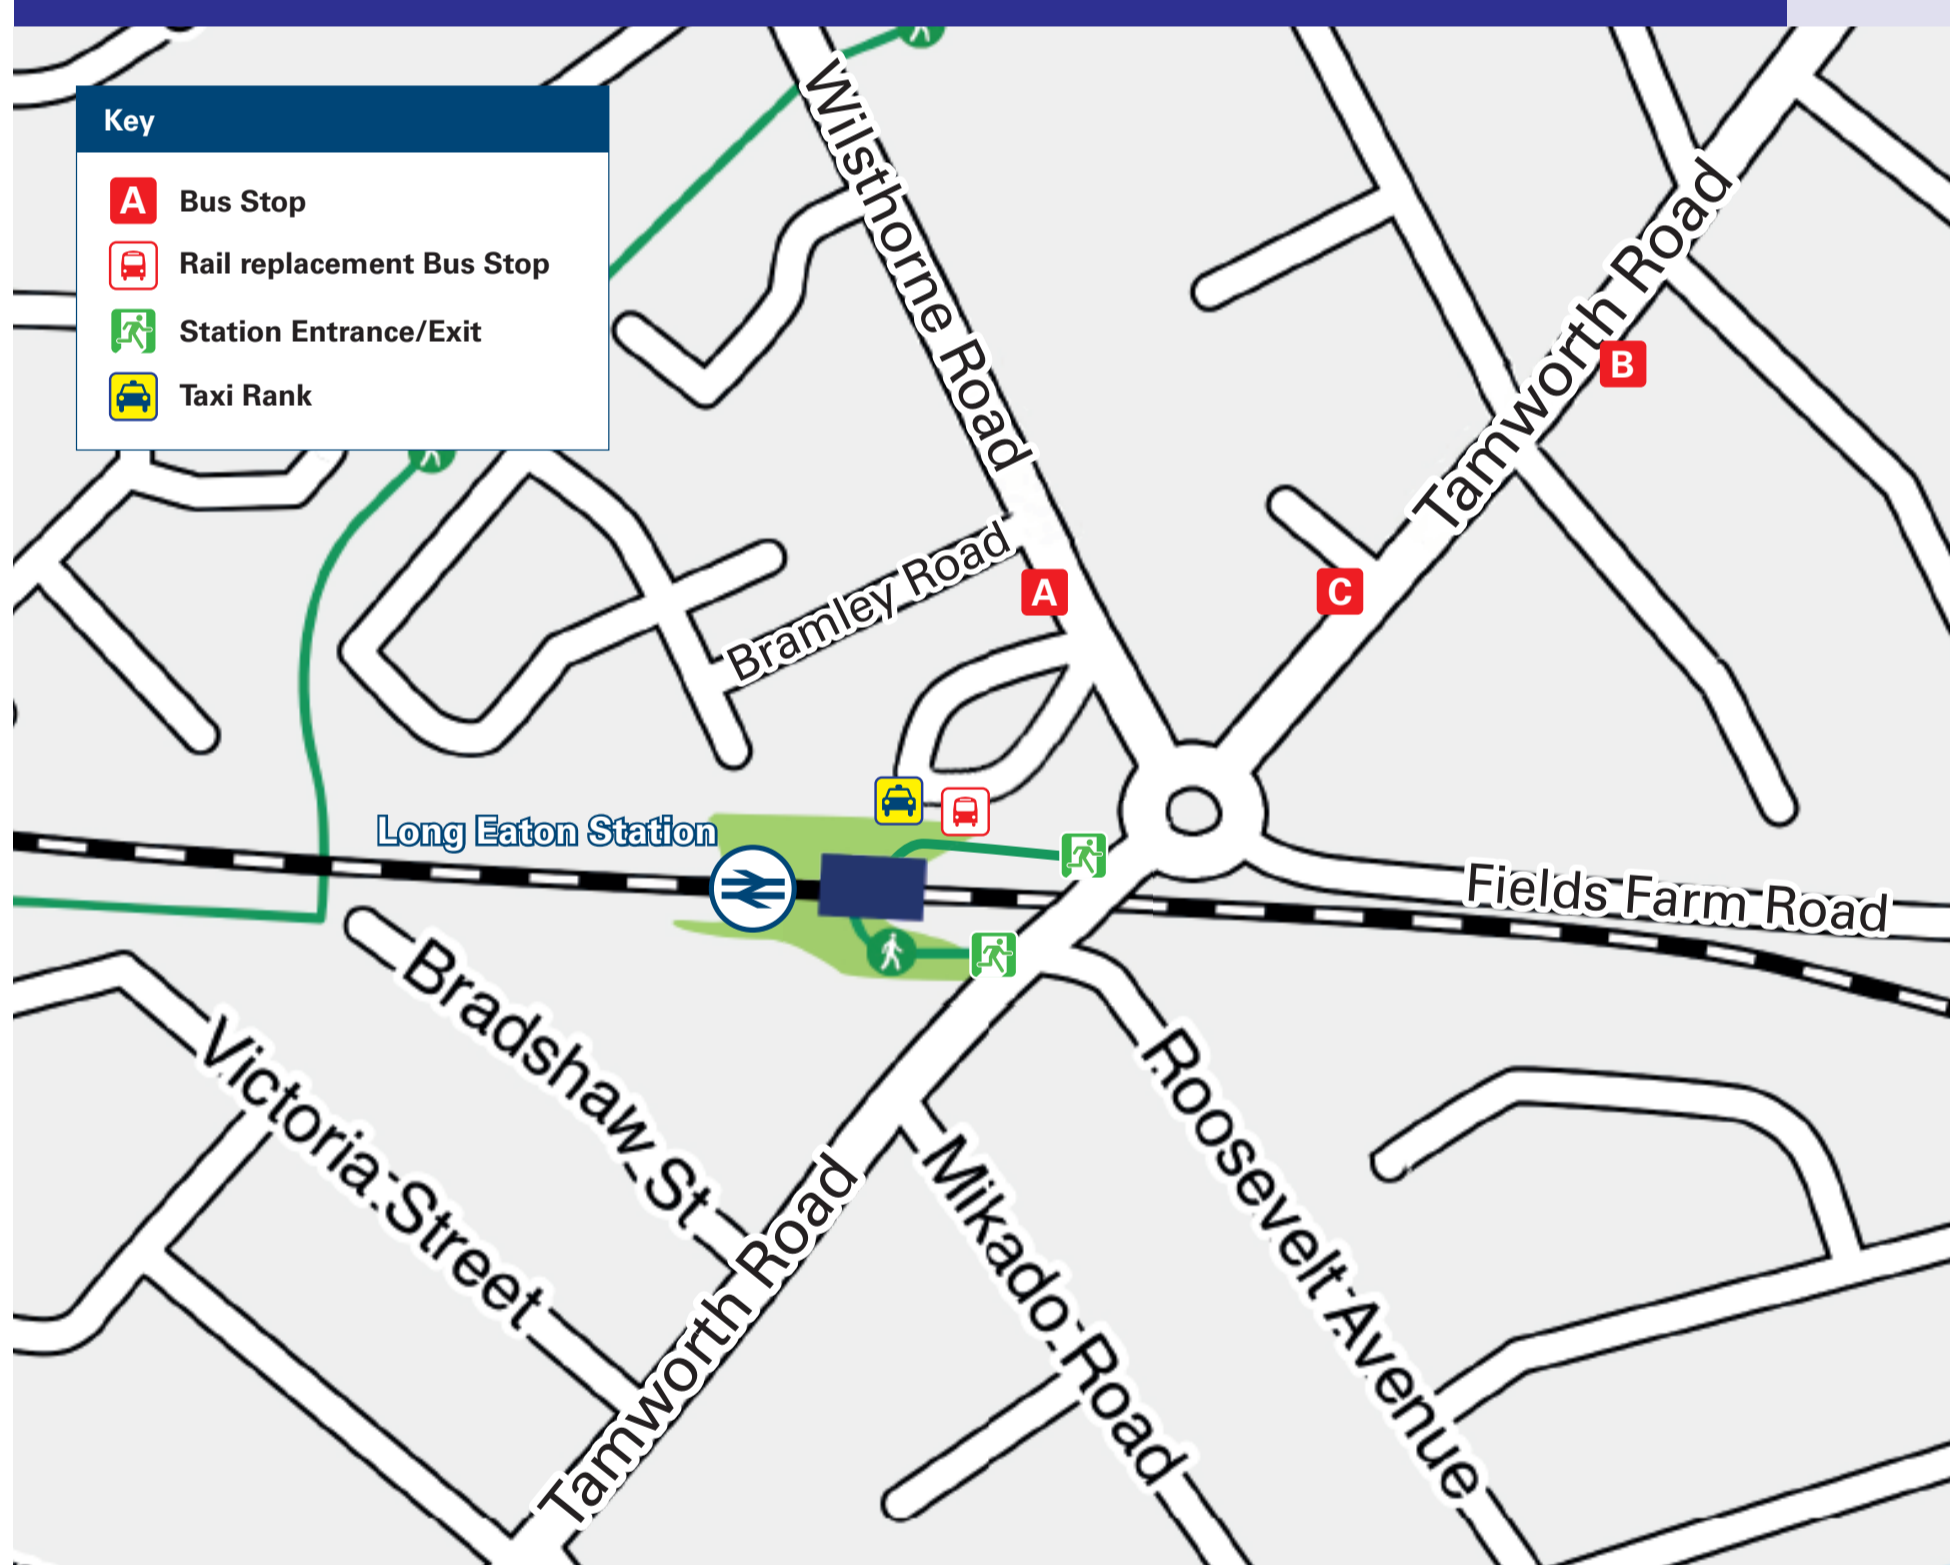 Key
A
Bus Stop
Rail replacement Bus Stop
Station Entrance/Exit
Taxi Rank
Wilsthorne Road
Tamworth Road
B
Bramley Road
A
C
Long Eaton Station
Fields Farm Road
Bradshaw St
Victoria Street
Roosevelt Avenue
Mikado Road
Tamworth Road